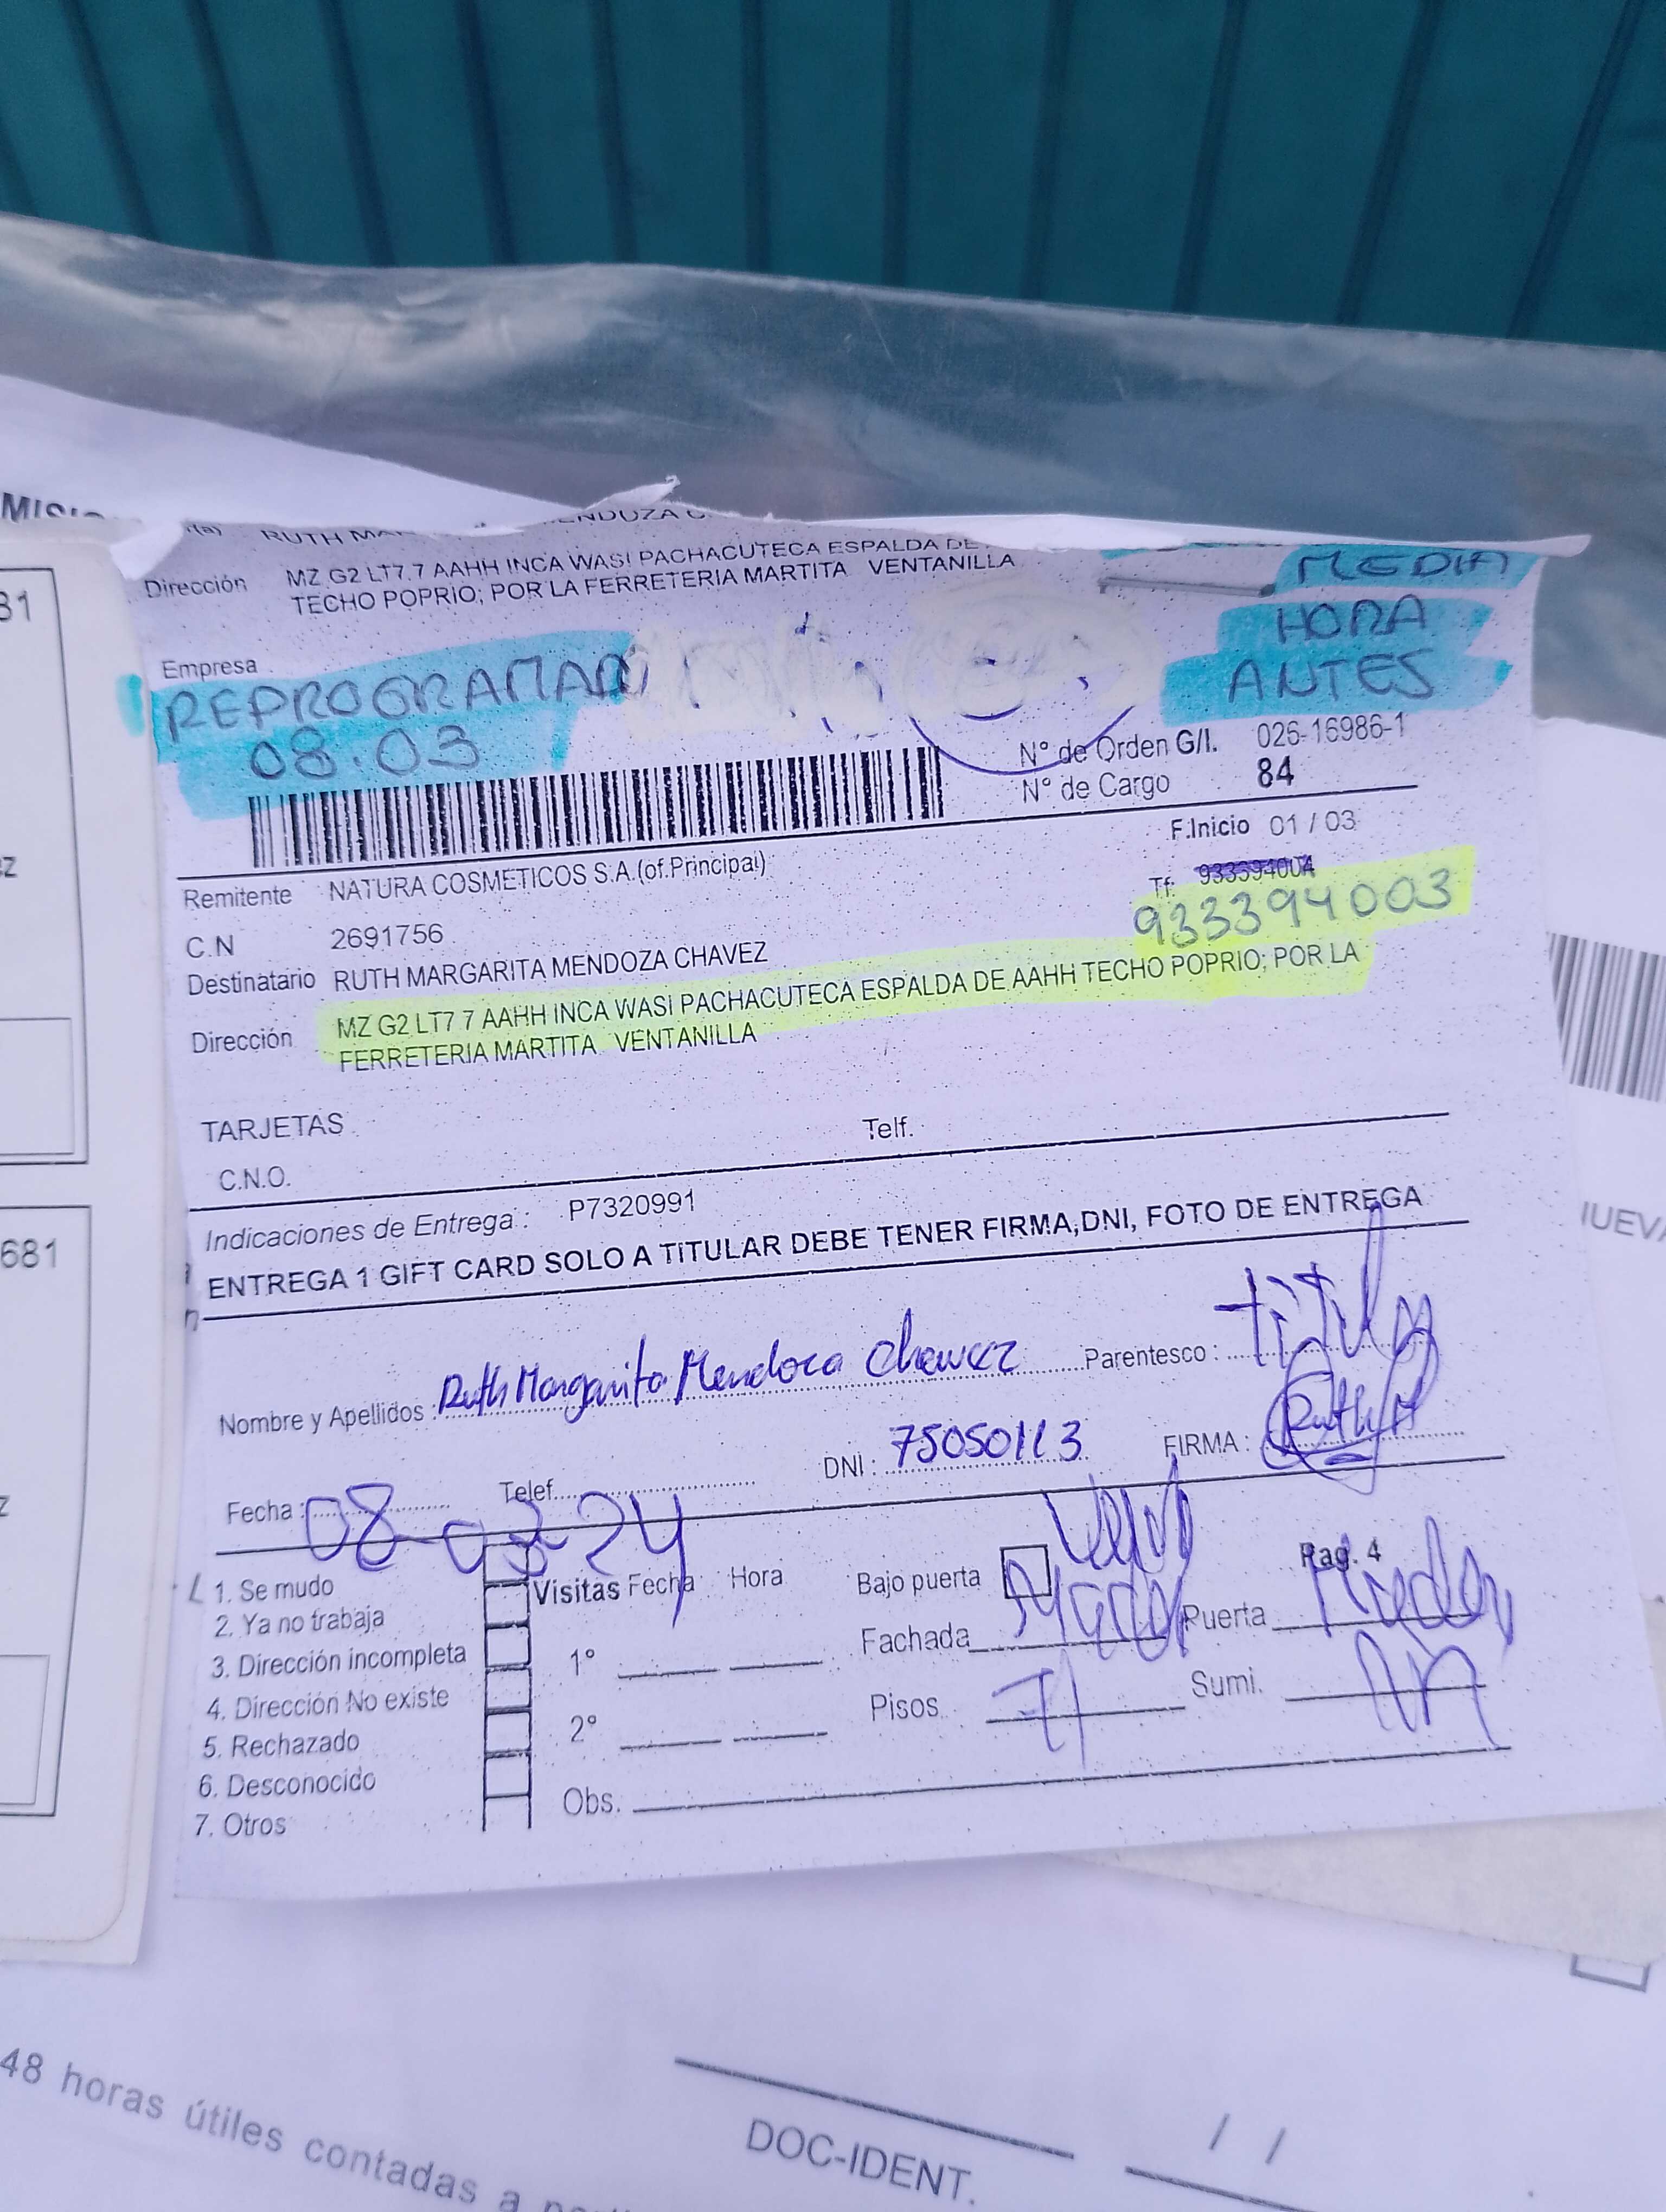 MZ G2 LT7 7 AAHH INCA WASI PACHACUTECA ESPALDA DE
Dirección
TECHO POPRIO; POR LA FERRETERIA MARTITA VENTANILLA
MEDIA
HORA
ANTES
Empresa
REPROGRAMAR
08.03
N° de Orden G/I. 026-16986-1
N° de Cargo 84
F.Inicio 01 / 03
Remitente NATURA COSMETICOS S.A.(of.Principal)
Tf:
933394003
C.N 2691756
Destinatario RUTH MARGARITA MENDOZA CHAVEZ
Dirección MZ G2 LT7 7 AAHH INCA WASI PACHACUTECA ESPALDA DE AAHH TECHO POPRIO; POR LA
FERRETERIA MARTITA VENTANILLA
TARJETAS
Telf.
C.N.O.
Indicaciones de Entrega : P7320991
ENTREGA 1 GIFT CARD SOLO A TITULAR DEBE TENER FIRMA,DNI, FOTO DE ENTREGA
Nombre y Apellidos : Ruth Margarita Mendoza Chavez Parentesco : titular
Fecha : 08-03-24 Telef. DNI : 75050113 FIRMA : Ruth
Pag. 4
1. Se mudo
2. Ya no trabaja
3. Dirección incompleta
4. Dirección No existe
5. Rechazado
6. Desconocido
7. Otros
Visitas Fecha Hora
1°
2°
Obs.
Bajo puerta
Fachada
Puerta
Pisos
Sumi.
681
48 horas útiles contadas a
DOC-IDENT.
/ /